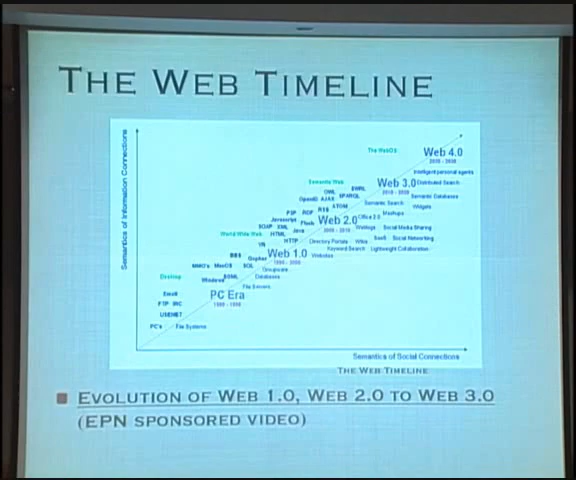 THE WEB TIMELINE
Semantics of Information Connections
The WebOS
Web 4.0
2020 - 2030
Intelligent personal agents
Semantic Web
Web 3.0
Distributed Search
2010 - 2020
OWL
SWRL
OpenID AJAX
SPARQL
Semantic Databases
ATOM
Semantic Search
Widgets
P2P
RDF
RSS
Mashups
Javascript
Flash
Web 2.0
Office 2.0
2000 - 2010
SOAP XML
Java
Weblogs
Social Media Sharing
World Wide Web
HTML
HTTP
Directory Portals
Wikis
SaaS
Social Networking
VR
Keyword Search
Lightweight Collaboration
BBS
Gopher
Web 1.0
Websites
1990 - 2000
MMO's
MacOS
SQL
Groupware
Desktop
SGML
Databases
Windows
File Servers
Email
PC Era
FTP IRC
1980 - 1990
USENET
PC's
File Systems
Semantics of Social Connections
THE WEB TIMELINE
EVOLUTION OF WEB 1.0, WEB 2.0 TO WEB 3.0
(EPN SPONSORED VIDEO)